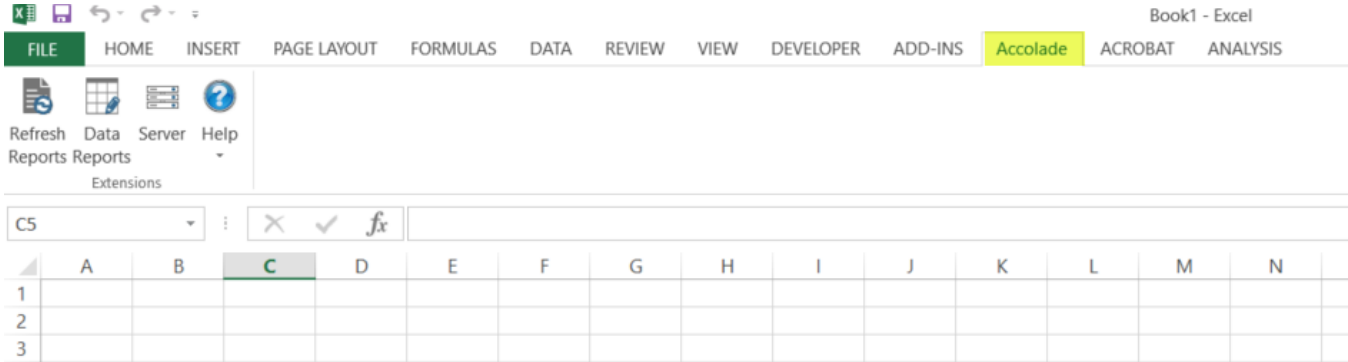 Book1 - Excel
FILE HOME INSERT PAGE LAYOUT FORMULAS DATA REVIEW VIEW DEVELOPER ADD-INS Accolade ACROBAT ANALYSIS
Refresh Data Server Help
Reports Reports
Extensions
C5 fx
A B C D E F G H I J K L M N
1
2
3